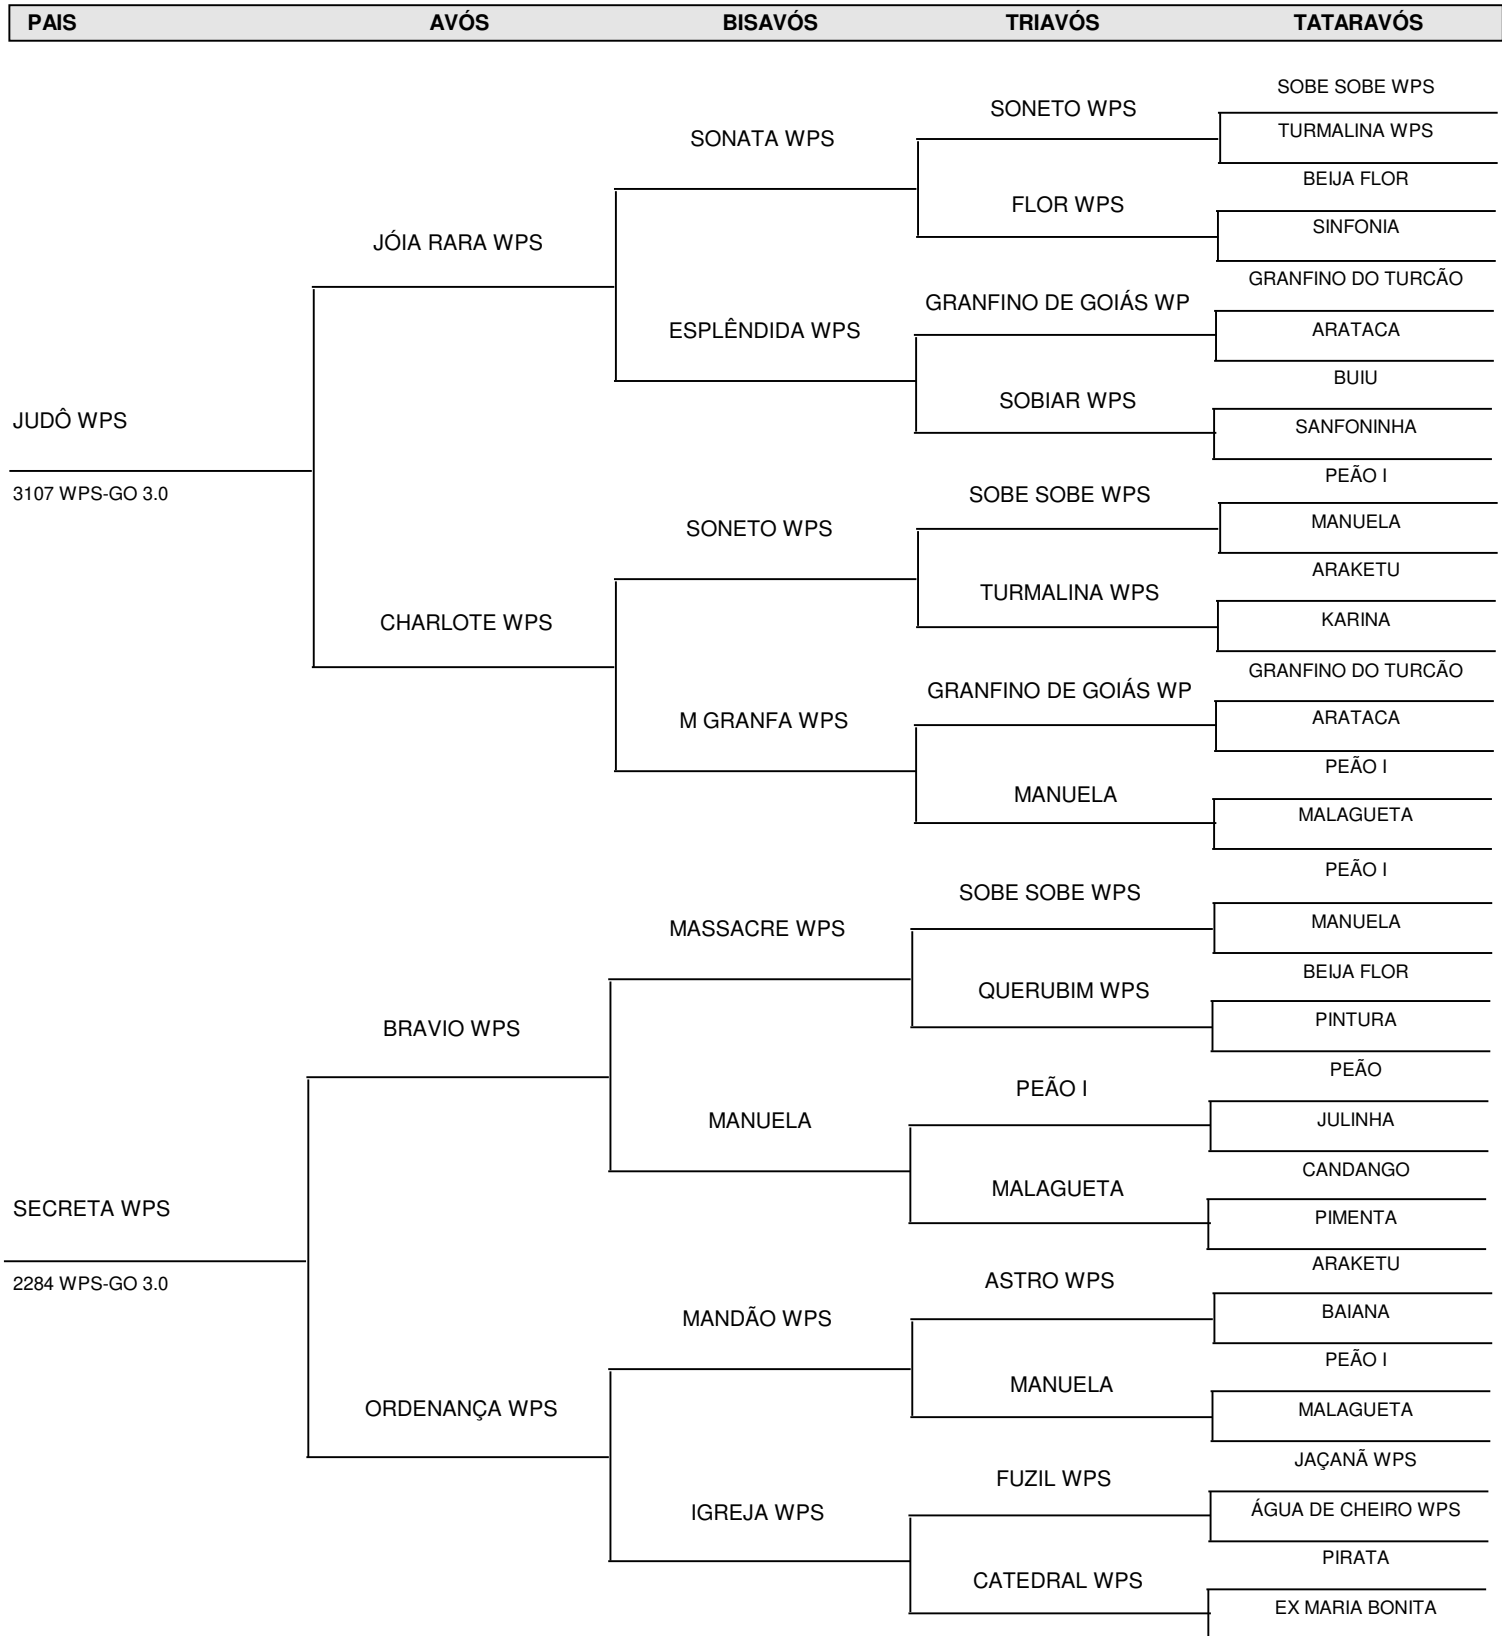 PAIS AVÓS BISAVÓS TRIAVÓS TATARAVÓS
SOBE SOBE WPS
SONETO WPS
TURMALINA WPS
SONATA WPS
BEIJA FLOR
FLOR WPS
SINFONIA
JÓIA RARA WPS
GRANFINO DO TURCÃO
GRANFINO DE GOIÁS WP
ARATACA
ESPLÊNDIDA WPS
BUIU
SOBIAR WPS
JUDÔ WPS
SANFONINHA
PEÃO I
3107 WPS-GO 3.0
SOBE SOBE WPS
MANUELA
SONETO WPS
ARAKETU
TURMALINA WPS
KARINA
CHARLOTE WPS
GRANFINO DO TURCÃO
GRANFINO DE GOIÁS WP
ARATACA
M GRANFA WPS
PEÃO I
MANUELA
MALAGUETA
PEÃO I
SOBE SOBE WPS
MANUELA
MASSACRE WPS
BEIJA FLOR
QUERUBIM WPS
PINTURA
BRAVIO WPS
PEÃO
PEÃO I
JULINHA
MANUELA
CANDANGO
MALAGUETA
SECRETA WPS
PIMENTA
ARAKETU
2284 WPS-GO 3.0
ASTRO WPS
BAIANA
MANDÃO WPS
PEÃO I
MANUELA
MALAGUETA
ORDENANÇA WPS
JAÇANÃ WPS
FUZIL WPS
ÁGUA DE CHEIRO WPS
IGREJA WPS
PIRATA
CATEDRAL WPS
EX MARIA BONITA